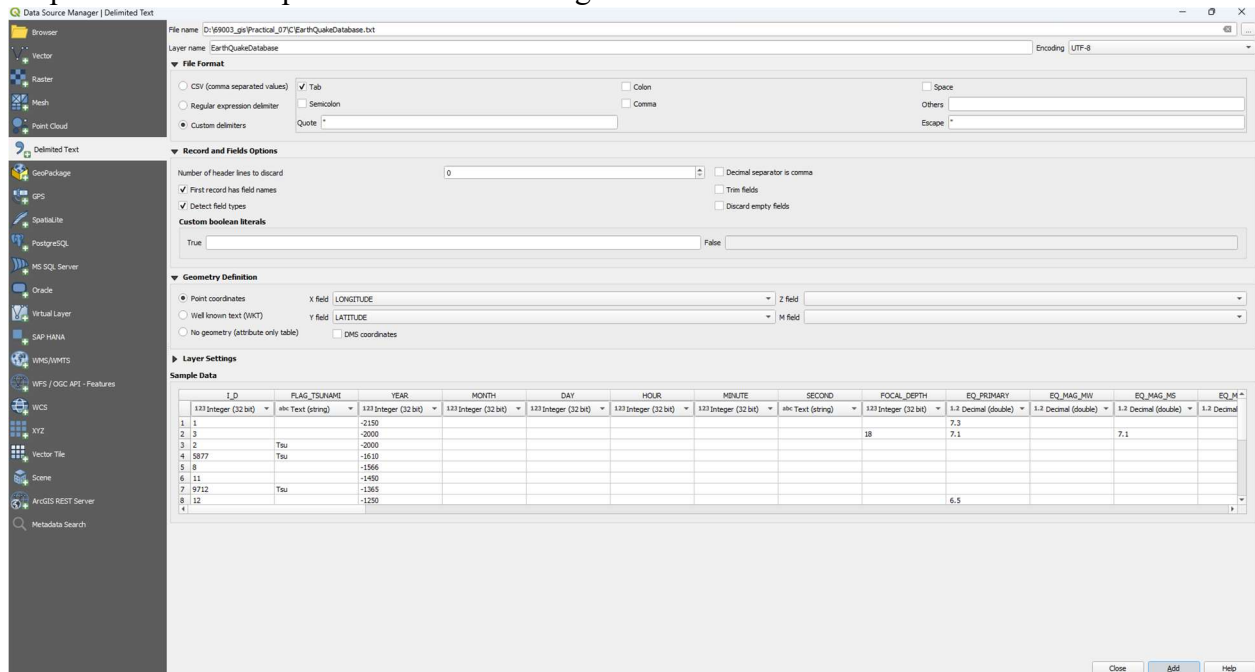 Data Source Manager | Delimited Text
Browser
Vector
Raster
Mesh
Point Cloud
Delimited Text
GeoPackage
GPS
SpatiaLite
PostgreSQL
MS SQL Server
Oracle
Virtual Layer
SAP HANA
WMS/WMTS
WFS / OGC API - Features
WCS
XYZ
Vector Tile
Scene
ArcGIS REST Server
Metadata Search
File name D:\69003_gis\Practical_07\C\EarthQuakeDatabase.txt
Layer name EarthQuakeDatabase Encoding UTF-8
File Format
CSV (comma separated values) Tab Colon Space
Regular expression delimiter Semicolon Comma Others
Custom delimiters Quote " Escape "
Record and Fields Options
Number of header lines to discard 0 Decimal separator is comma
First record has field names Trim fields
Detect field types Discard empty fields
Custom boolean literals
True False
Geometry Definition
Point coordinates X field LONGITUDE Z field
Well known text (WKT) Y field LATITUDE M field
No geometry (attribute only table) DMS coordinates
Layer Settings
Sample Data
I_D FLAG_TSUNAMI YEAR MONTH DAY HOUR MINUTE SECOND FOCAL_DEPTH EQ_PRIMARY EQ_MAG_MW EQ_MAG_MS EQ_M
123 Integer (32 bit) abc Text (string) 123 Integer (32 bit) 123 Integer (32 bit) 123 Integer (32 bit) 123 Integer (32 bit) 123 Integer (32 bit) abc Text (string) 123 Integer (32 bit) 1.2 Decimal (double) 1.2 Decimal (double) 1.2 Decimal (double) 1.2 Decimal
1 1 -2150 7.3
2 3 -2000 18 7.1 7.1
3 2 Tsu -2000
4 5877 Tsu -1610
5 8 -1566
6 11 -1450
7 9712 Tsu -1365
8 12 -1250 6.5
Close Add Help